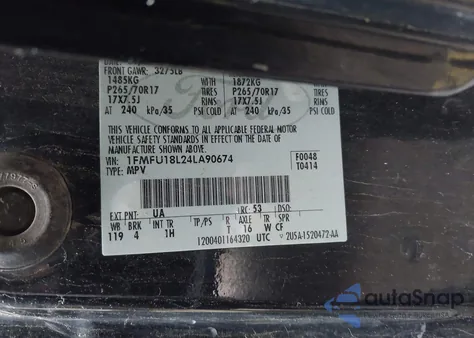 FRONT GAWR: 3275LB
1485KG WITH 1872KG WITH
P265/70R17 TIRES P265/70R17 TIRES
17X7.5J RIMS 17X7.5J RIMS
AT 240 kPa/35 PSI COLD AT 240 kPa/35 PSI COLD
THIS VEHICLE CONFORMS TO ALL APPLICABLE FEDERAL MOTOR
VEHICLE SAFETY STANDARDS IN EFFECT ON THE DATE OF
MANUFACTURE SHOWN ABOVE.
VIN: 1FMFU18L24LA90674 F0048
TYPE: MPV T0414
EXT PNT: UA RC: 53 DSO:
WB BRK INT TR TP/PS R AXLE TR SPR
119 4 1H T 16 W CF
1200401164320 UTC 2U5A-1520472-AA
autoSnap